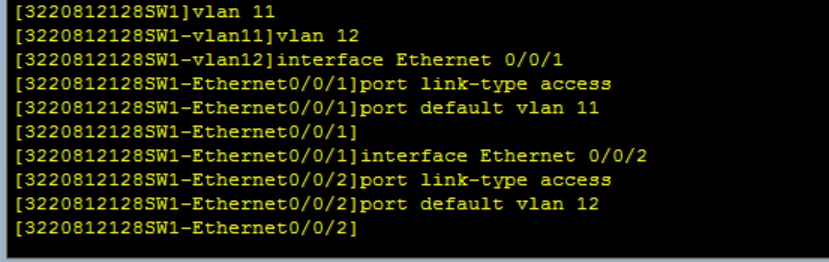 [3220812128SW1]vlan 11
[3220812128SW1-vlan11]vlan 12
[3220812128SW1-vlan12]interface Ethernet 0/0/1
[3220812128SW1-Ethernet0/0/1]port link-type access
[3220812128SW1-Ethernet0/0/1]port default vlan 11
[3220812128SW1-Ethernet0/0/1]
[3220812128SW1-Ethernet0/0/1]interface Ethernet 0/0/2
[3220812128SW1-Ethernet0/0/2]port link-type access
[3220812128SW1-Ethernet0/0/2]port default vlan 12
[3220812128SW1-Ethernet0/0/2]